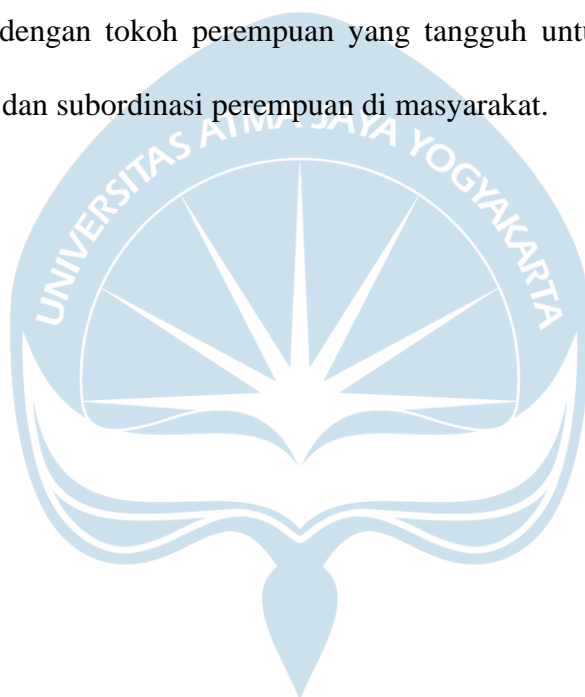 dengan tokoh perempuan yang tangguh
dan subordinasi perempuan di masyarakat.
UNIVERSITAS ATMA JAYA YOGYAKARTA